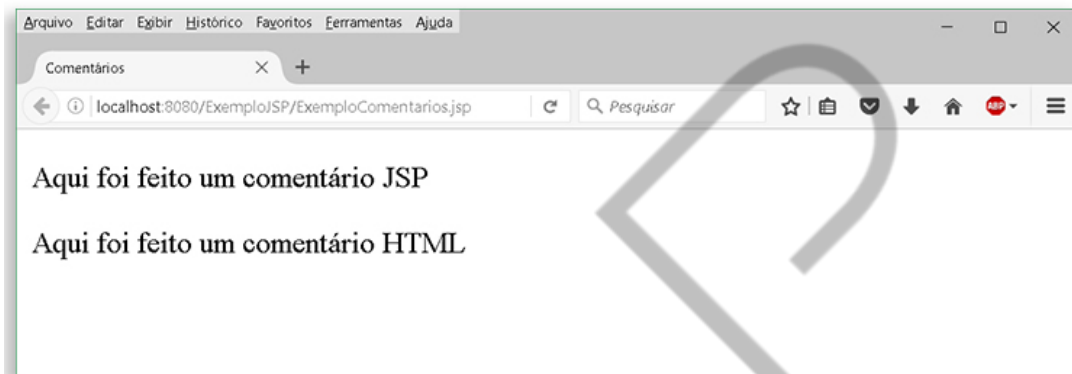 Arquivo Editar Exibir Histórico Favoritos Ferramentas Ajuda
Comentários
localhost:8080/ExemploJSP/ExemploComentarios.jsp Pesquisar ABP
Aqui foi feito um comentário JSP
Aqui foi feito um comentário HTML